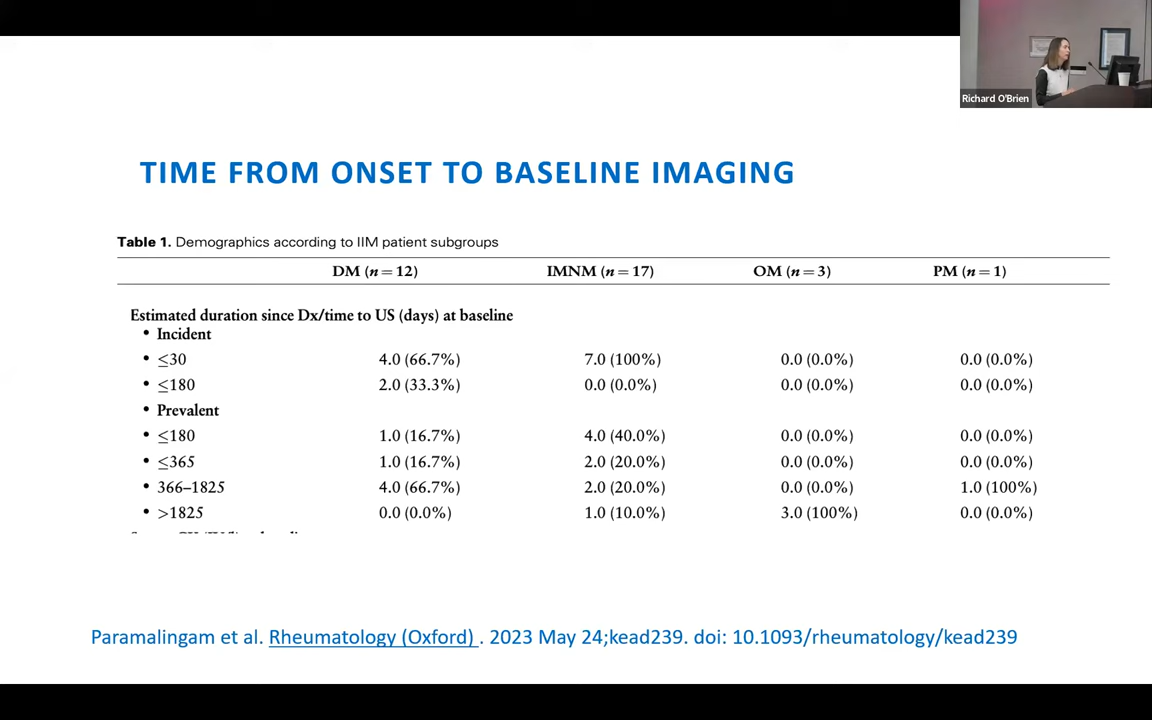 Richard O'Brien
TIME FROM ONSET TO BASELINE IMAGING
Table 1. Demographics according to IIM patient subgroups
DM (n = 12) IMNM (n = 17) OM (n = 3) PM (n = 1)
Estimated duration since Dx/time to US (days) at baseline
• Incident
• ≤30 4.0 (66.7%) 7.0 (100%) 0.0 (0.0%) 0.0 (0.0%)
• ≤180 2.0 (33.3%) 0.0 (0.0%) 0.0 (0.0%) 0.0 (0.0%)
• Prevalent
• ≤180 1.0 (16.7%) 4.0 (40.0%) 0.0 (0.0%) 0.0 (0.0%)
• ≤365 1.0 (16.7%) 2.0 (20.0%) 0.0 (0.0%) 0.0 (0.0%)
• 366–1825 4.0 (66.7%) 2.0 (20.0%) 0.0 (0.0%) 1.0 (100%)
• >1825 0.0 (0.0%) 1.0 (10.0%) 3.0 (100%) 0.0 (0.0%)
Paramalingam et al. Rheumatology (Oxford) . 2023 May 24;kead239. doi: 10.1093/rheumatology/kead239